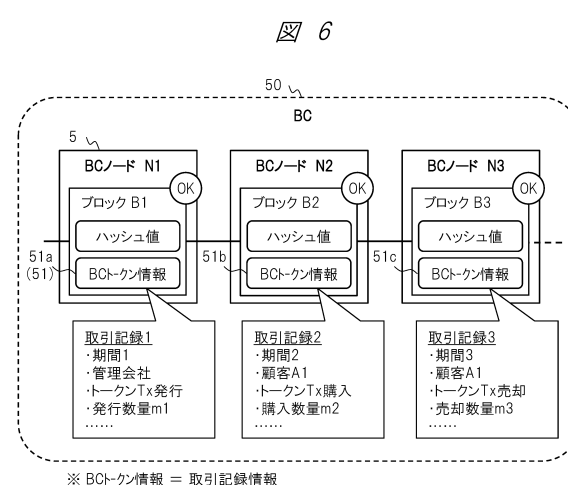 図 6
50
BC
5
BCノード N1
BCノード N2
BCノード N3
OK
OK
OK
ブロック B1
ブロック B2
ブロック B3
ハッシュ値
ハッシュ値
ハッシュ値
51a
(51)
51b
51c
BCトークン情報
BCトークン情報
BCトークン情報
取引記録1
・期間1
・管理会社
・トークンTx発行
・発行数量m1
……
取引記録2
・期間2
・顧客A1
・トークンTx購入
・購入数量m2
……
取引記録3
・期間3
・顧客A1
・トークンTx売却
・売却数量m3
……
※ BCトークン情報 = 取引記録情報